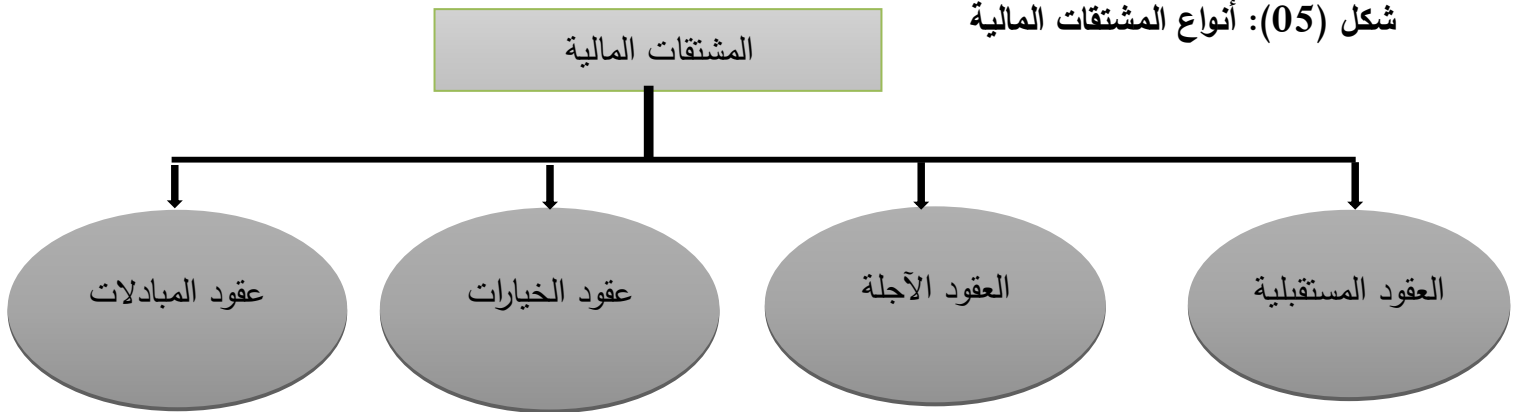 شكل (05): أنواع المشتقات المالية
المشتقات المالية
العقود المستقبلية
العقود الآجلة
عقود الخيارات
عقود المبادلات